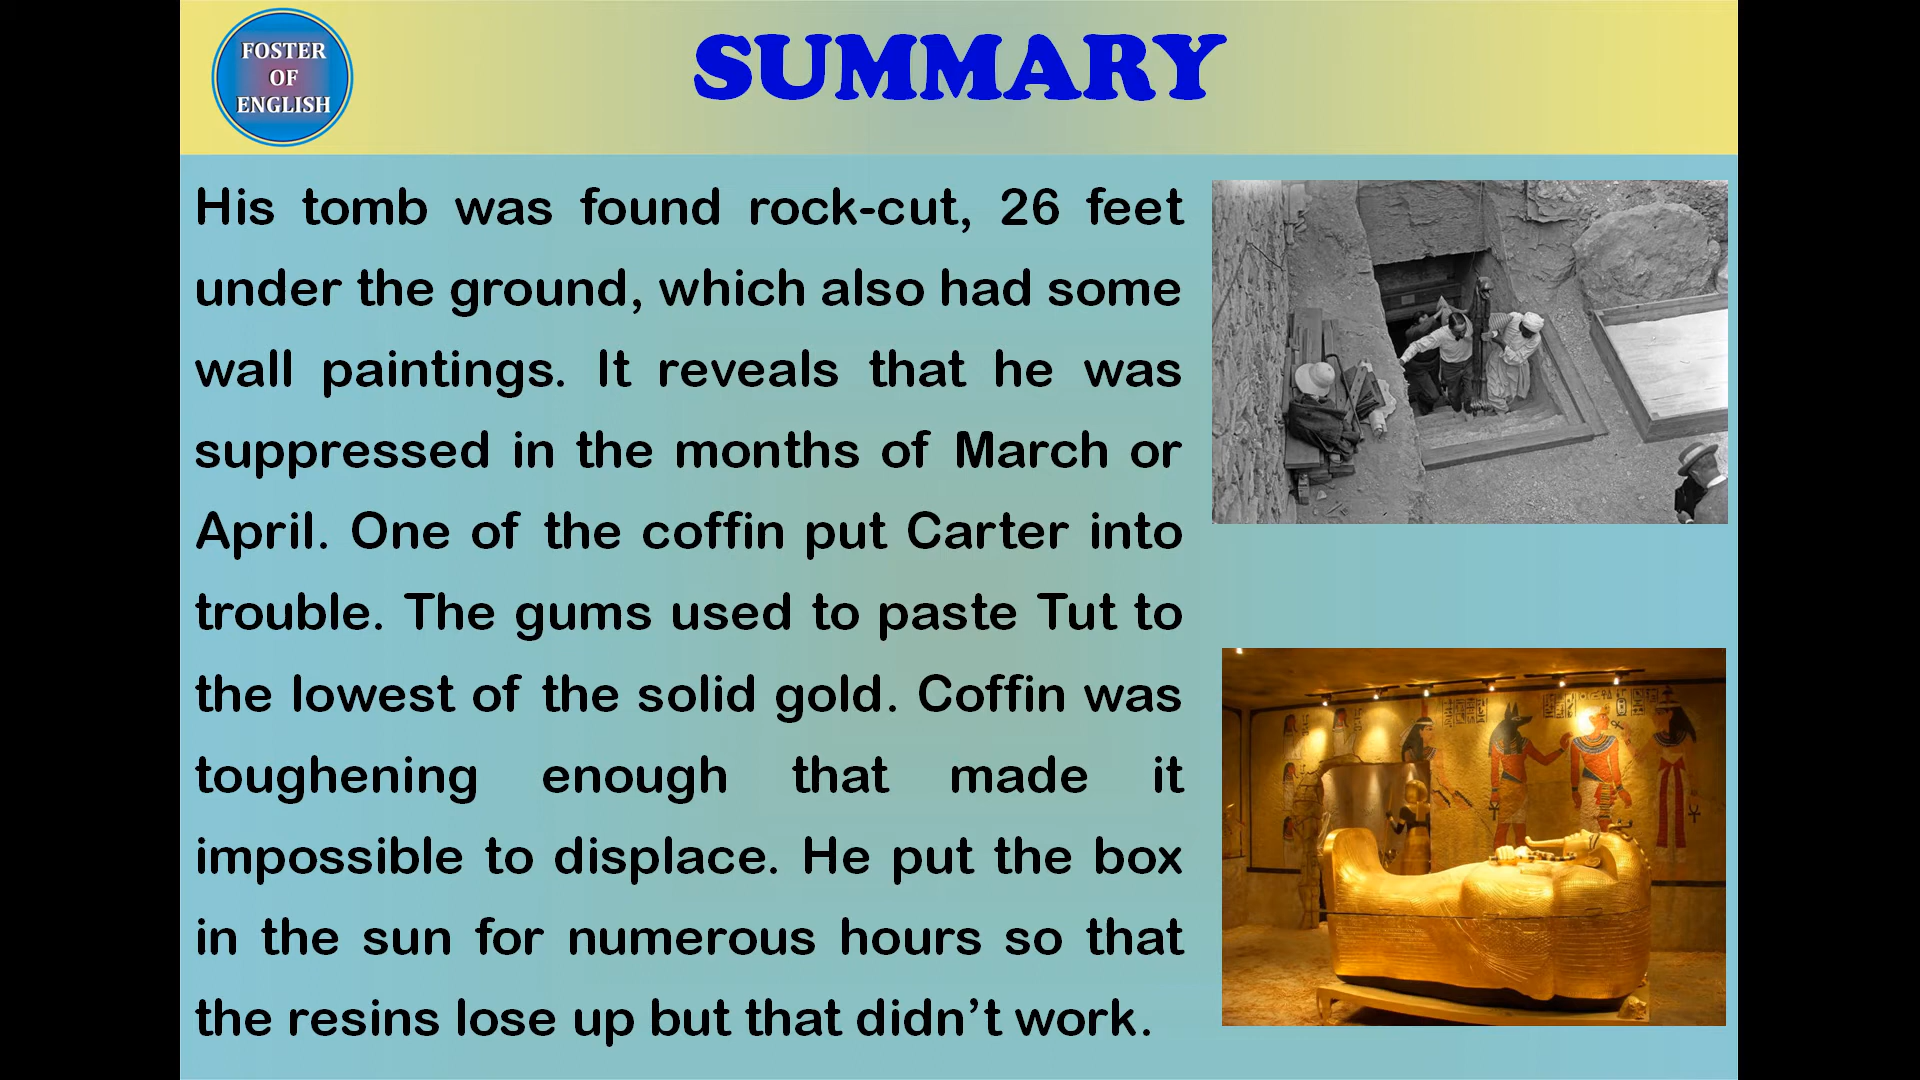 FOSTER
OF
ENGLISH
SUMMARY
His tomb was found rock-cut, 26 feet
under the ground, which also had some
wall paintings. It reveals that he was
suppressed in the months of March or
April. One of the coffin put Carter into
trouble. The gums used to paste Tut to
the lowest of the solid gold. Coffin was
toughening enough that made it
impossible to displace. He put the box
in the sun for numerous hours so that
the resins lose up but that didn’t work.